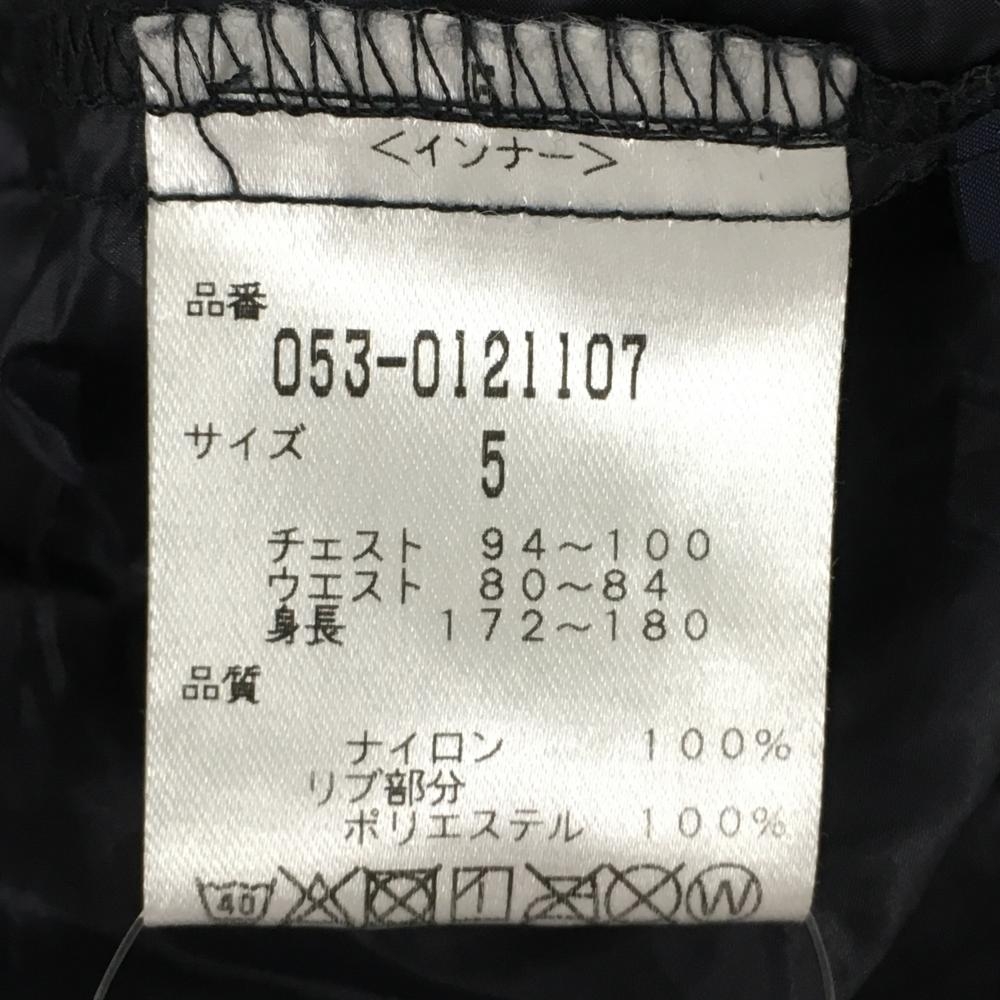 ＜インナー＞
品番
053-0121107
サイズ 5
チェスト 94～100
ウエスト 80～84
身長 172～180
品質
ナイロン 100%
リブ部分
ポリエステル 100%
40 W